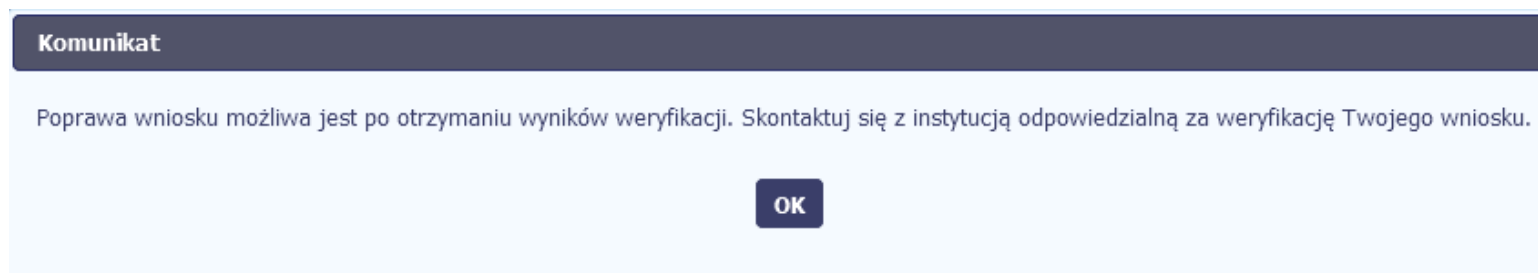 Komunikat
Poprawa wniosku możliwa jest po otrzymaniu wyników weryfikacji. Skontaktuj się z instytucją odpowiedzialną za weryfikację Twojego wniosku.
OK